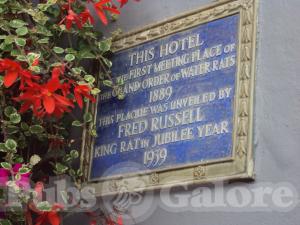 THIS HOTEL
THE FIRST MEETING PLACE OF
THE GRAND ORDER OF WATER RATS
1889
THIS PLAQUE WAS UNVEILED BY
FRED RUSSELL
KING RAT IN JUBILEE YEAR
1939
Pubs Galore